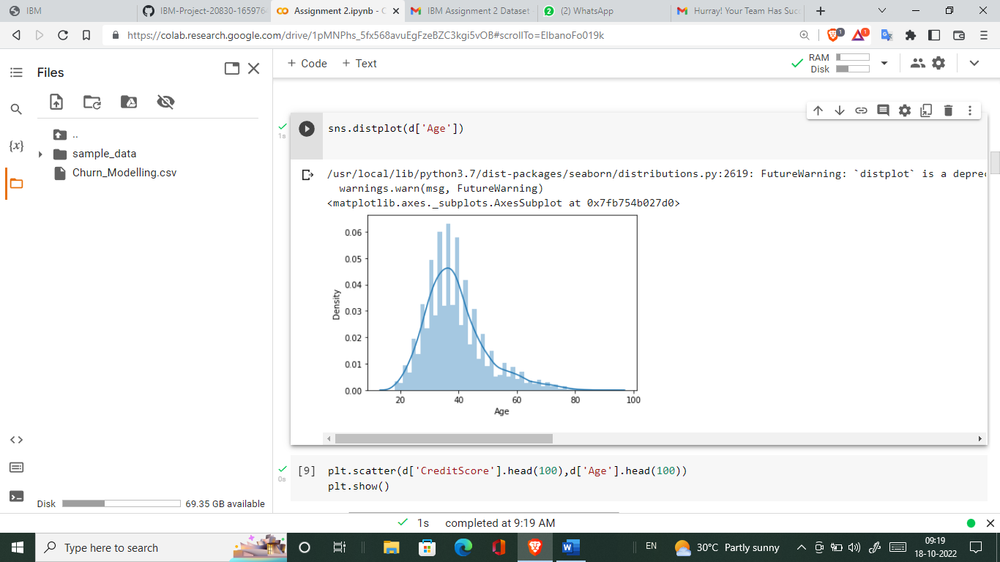 IBM
IBM-Project-20830-165976
Assignment 2.ipynb - C
IBM Assignment 2 Dataset
(2) WhatsApp
Hurray! Your Team Has Succ
https://colab.research.google.com/drive/1pMNPhs_5fx568avuEgFzeBZC3kgi5vOB#scrollTo=ElbanoFo019k
1
1
Files
+ Code + Text
RAM
Disk
..
sample_data
Churn_Modelling.csv
{x}
1s
sns.distplot(d['Age'])
/usr/local/lib/python3.7/dist-packages/seaborn/distributions.py:2619: FutureWarning: `distplot` is a depre
warnings.warn(msg, FutureWarning)
<matplotlib.axes._subplots.AxesSubplot at 0x7fb754b027d0>
0.06
0.05
0.04
0.03
0.02
0.01
0.00
Density
20 40 60 80 100
Age
0s
[9] plt.scatter(d['CreditScore'].head(100),d['Age'].head(100))
plt.show()
Disk 69.35 GB available
1s completed at 9:19 AM
Type here to search
EN
30°C Partly sunny
09:19
18-10-2022